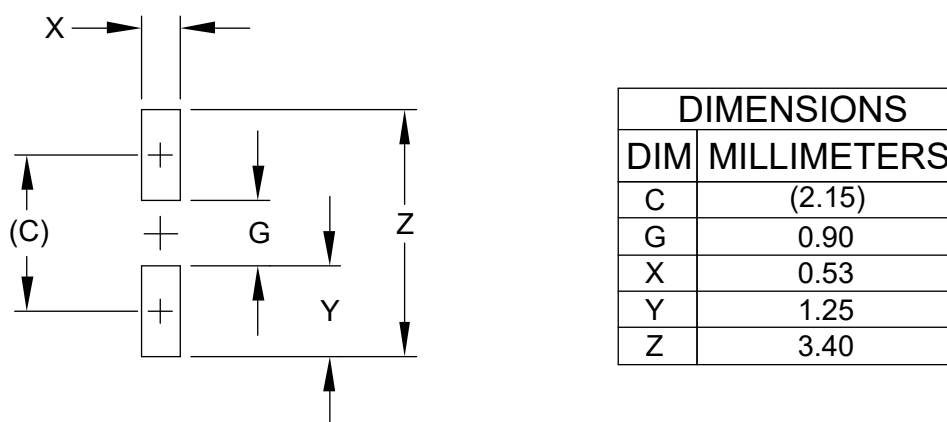 X
(C)
G
Z
Y
DIMENSIONS
DIM MILLIMETERS
C (2.15)
G 0.90
X 0.53
Y 1.25
Z 3.40